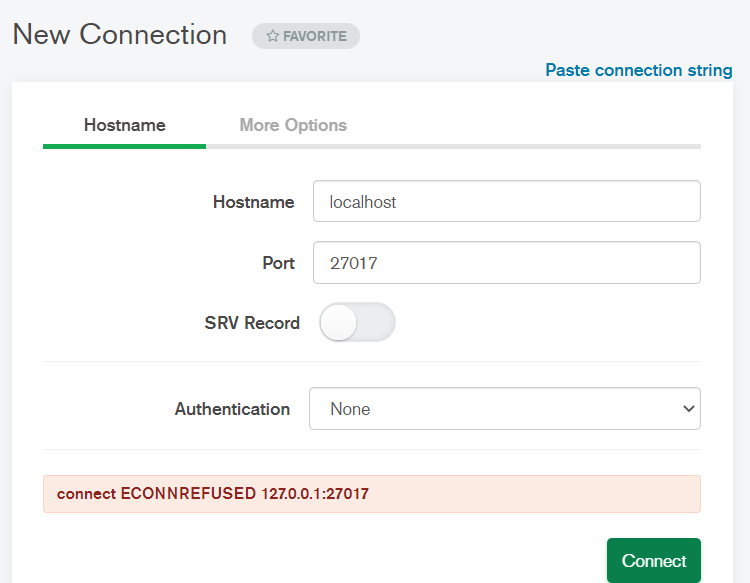 New Connection
FAVORITE
Paste connection string
Hostname
More Options
Hostname
localhost
Port
27017
SRV Record
Authentication
None
connect ECONNREFUSED 127.0.0.1:27017
Connect